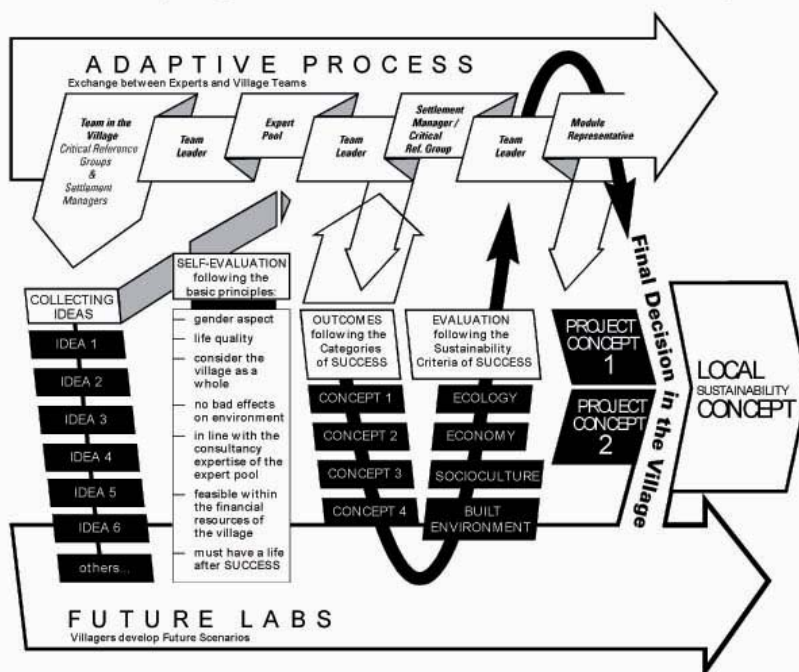 ADAPTIVE PROCESS
Exchange between Experts and Village Teams
Team in the
Village
Critical Reference
Groups
&
Settlement
Managers
Team
Leader
Expert
Pool
Team
Leader
Settlement
Manager /
Critical
Ref. Group
Team
Leader
Module
Representative
COLLECTING
IDEAS
IDEA 1
IDEA 2
IDEA 3
IDEA 4
IDEA 5
IDEA 6
others...
SELF-EVALUATION
following the
basic principles:
gender aspect
life quality
consider the
village as a
whole
no bad effects
on environment
in line with the
consultancy
expertise of the
expert pool
feasible within
the financial
resources of
the village
must have a life
after SUCCESS
OUTCOMES
following the
Categories
of SUCCESS
CONCEPT 1
CONCEPT 2
CONCEPT 3
CONCEPT 4
EVALUATION
following the
Sustainability
Criteria of SUCCESS
ECOLOGY
ECONOMY
SOCIOCULTURE
BUILT
ENVIRONMENT
PROJECT
CONCEPT
1
PROJECT
CONCEPT
2
Final Decision in the Village
LOCAL
SUSTAINABILITY
CONCEPT
FUTURE LABS
Villagers develop Future Scenarios